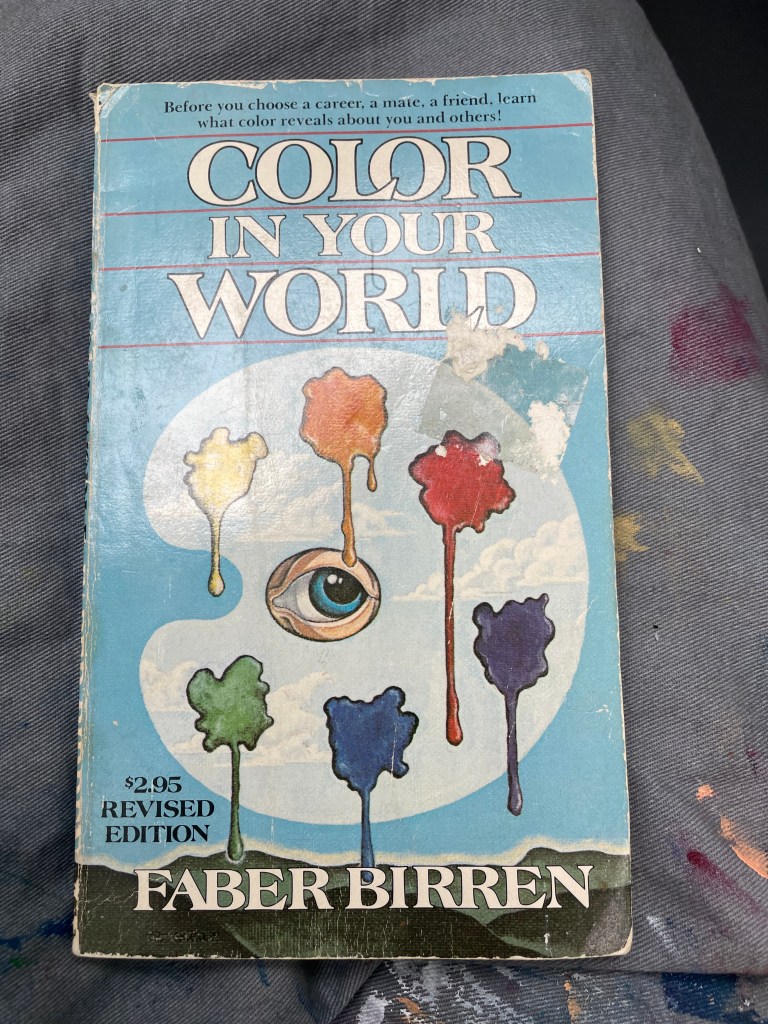 Before you choose a career, a mate, a friend, learn
what color reveals about you and others!
COLOR
IN YOUR
WORLD
$2.95
REVISED
EDITION
FABER BIRREN